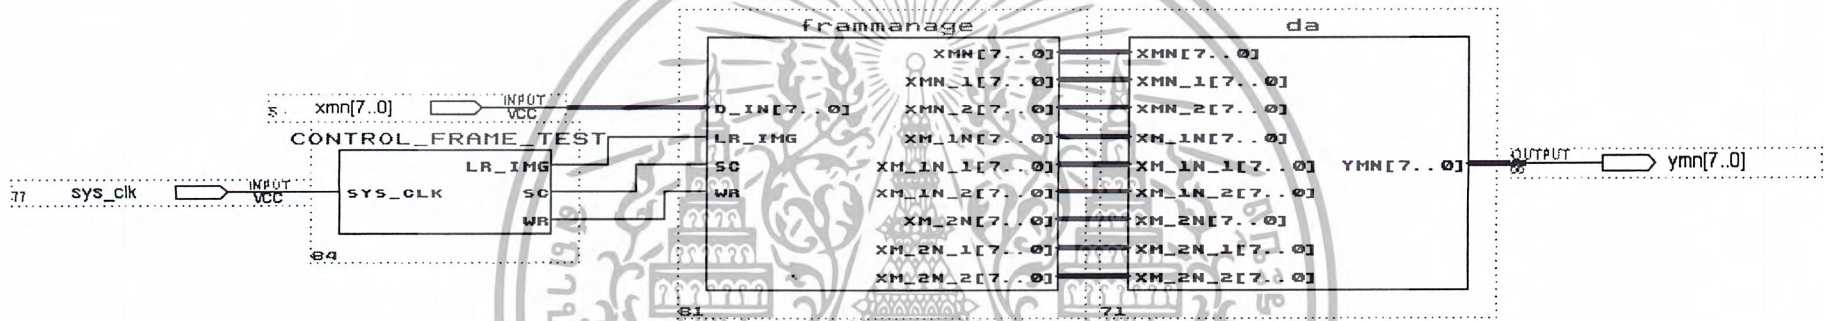 frammanage
da
XMN[7..0]
XMN_1[7..0]
XMN_2[7..0]
XM_1N[7..0]
XM_1N_1[7..0]
XM_1N_2[7..0]
XM_2N[7..0]
XM_2N_1[7..0]
XM_2N_2[7..0]
D_IN[7..0]
LR_IMG
SC
WR
XMN[7..0]
XMN_1[7..0]
XMN_2[7..0]
XM_1N[7..0]
XM_1N_1[7..0]
XM_1N_2[7..0]
XM_2N[7..0]
XM_2N_1[7..0]
XM_2N_2[7..0]
YMN[7..0]
81
71
5
xmn[7..0]
INPUT
VCC
CONTROL_FRAME_TEST
LR_IMG
SYS_CLK
SC
WR
84
77
sys_clk
INPUT
VCC
OUTPUT
ymn[7..0]